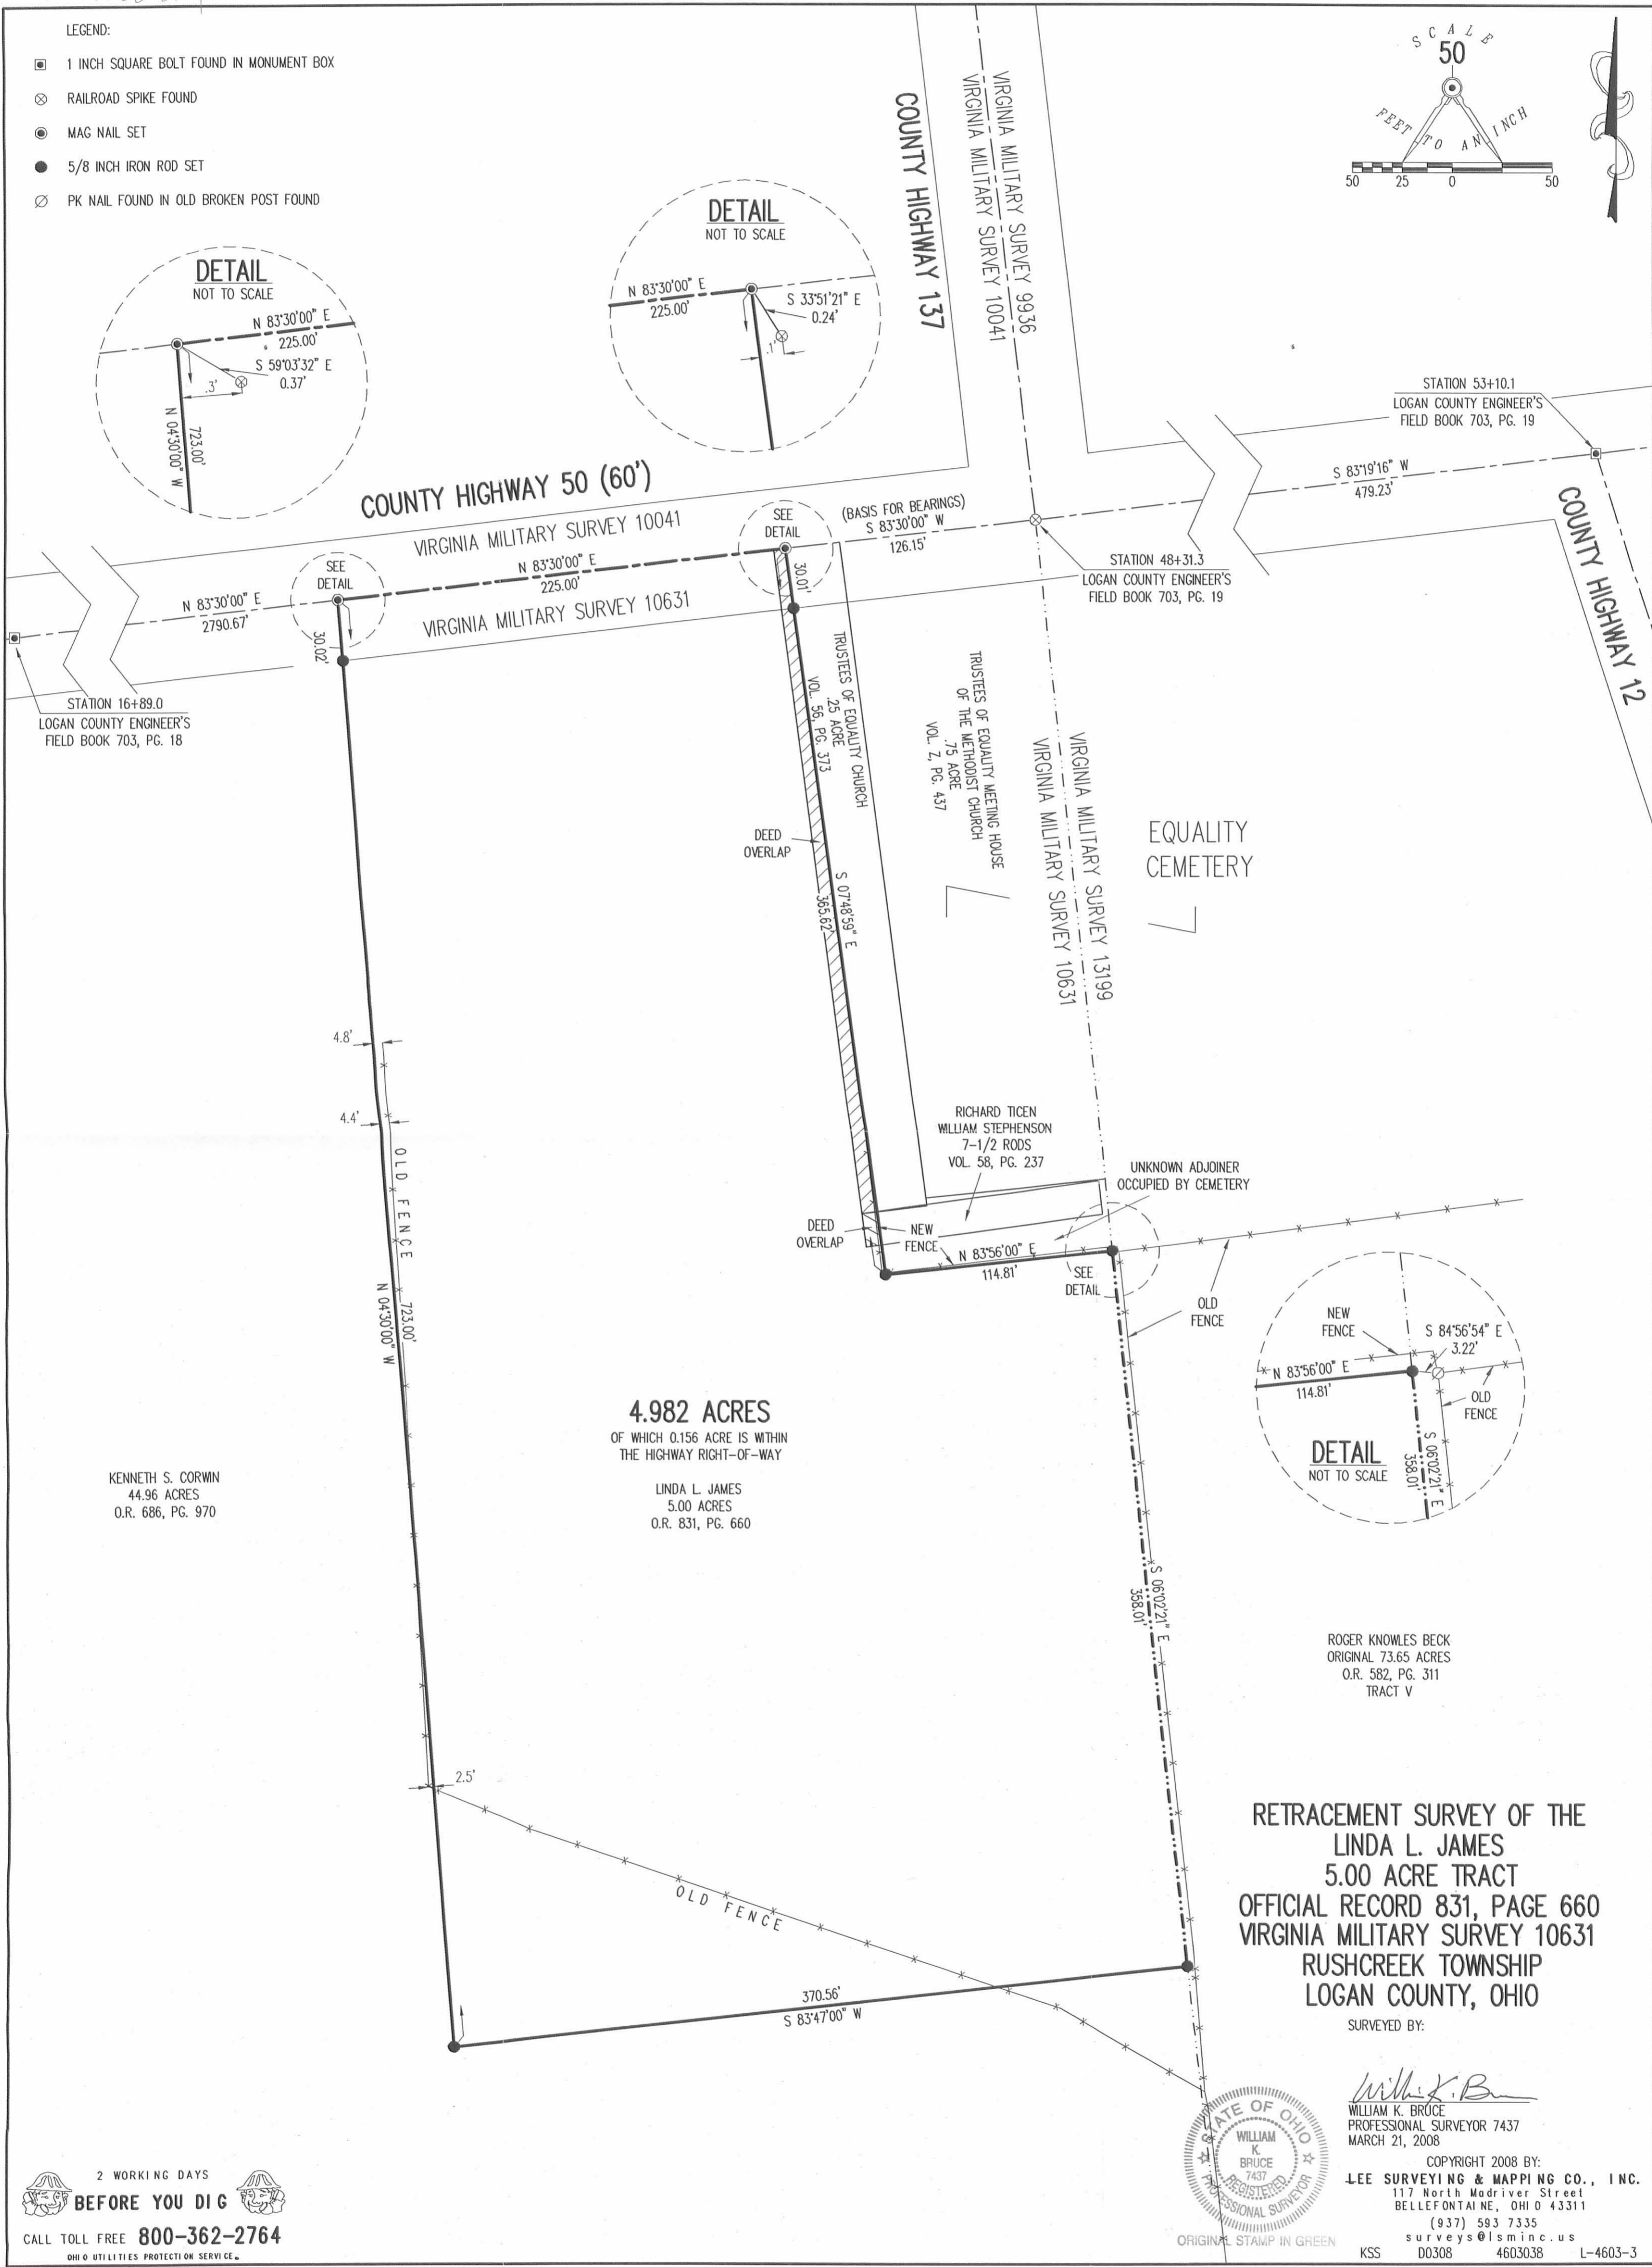 LEGEND:
1 INCH SQUARE BOLT FOUND IN MONUMENT BOX
RAILROAD SPIKE FOUND
MAG NAIL SET
5/8 INCH IRON ROD SET
PK NAIL FOUND IN OLD BROKEN POST FOUND
SCALE
50
FEET TO AN INCH
50 25 0 50
DETAIL
NOT TO SCALE
N 83°30'00" E
225.00'
S 59°03'32" E
0.37'
.3'
N 04°30'00" W
723.00'
DETAIL
NOT TO SCALE
N 83°30'00" E
225.00'
S 33°51'21" E
0.24'
.1'
COUNTY HIGHWAY 137
VIRGINIA MILITARY SURVEY 9936
VIRGINIA MILITARY SURVEY 10041
STATION 53+10.1
LOGAN COUNTY ENGINEER'S
FIELD BOOK 703, PG. 19
S 83°19'16" W
479.23'
COUNTY HIGHWAY 12
COUNTY HIGHWAY 50 (60')
VIRGINIA MILITARY SURVEY 10041
SEE
DETAIL
(BASIS FOR BEARINGS)
S 83°30'00" W
126.15'
STATION 48+31.3
LOGAN COUNTY ENGINEER'S
FIELD BOOK 703, PG. 19
SEE
DETAIL
N 83°30'00" E
225.00'
VIRGINIA MILITARY SURVEY 10631
N 83°30'00" E
2790.67'
30.02'
30.01'
STATION 16+89.0
LOGAN COUNTY ENGINEER'S
FIELD BOOK 703, PG. 18
TRUSTEES OF EQUALITY CHURCH
.25 ACRE
VOL. 56, PG. 373
TRUSTEES OF EQUALITY MEETING HOUSE
OF THE METHODIST CHURCH
.75 ACRE
VOL. Z, PG. 437
VIRGINIA MILITARY SURVEY 13199
VIRGINIA MILITARY SURVEY 10631
EQUALITY
CEMETERY
DEED
OVERLAP
S 07°48'59" E
365.62'
4.8'
4.4'
OLD FENCE
N 04°30'00" W
723.00'
RICHARD TICEN
WILLIAM STEPHENSON
7-1/2 RODS
VOL. 58, PG. 237
UNKNOWN ADJOINER
OCCUPIED BY CEMETERY
DEED
OVERLAP
NEW
FENCE
N 83°56'00" E
114.81'
SEE
DETAIL
OLD
FENCE
NEW
FENCE
S 84°56'54" E
3.22'
N 83°56'00" E
114.81'
OLD
FENCE
DETAIL
NOT TO SCALE
S 06°02'21" E
358.01'
4.982 ACRES
OF WHICH 0.156 ACRE IS WITHIN
THE HIGHWAY RIGHT-OF-WAY
LINDA L. JAMES
5.00 ACRES
O.R. 831, PG. 660
KENNETH S. CORWIN
44.96 ACRES
O.R. 686, PG. 970
S 06°02'21" E
358.01'
ROGER KNOWLES BECK
ORIGINAL 73.65 ACRES
O.R. 582, PG. 311
TRACT V
2.5'
OLD FENCE
370.56'
S 83°47'00" W
RETRACEMENT SURVEY OF THE
LINDA L. JAMES
5.00 ACRE TRACT
OFFICIAL RECORD 831, PAGE 660
VIRGINIA MILITARY SURVEY 10631
RUSHCREEK TOWNSHIP
LOGAN COUNTY, OHIO
SURVEYED BY:
WILLIAM K. BRUCE
PROFESSIONAL SURVEYOR 7437
MARCH 21, 2008
STATE OF OHIO
WILLIAM
K.
BRUCE
7437
REGISTERED
PROFESSIONAL SURVEYOR
ORIGINAL STAMP IN GREEN
COPYRIGHT 2008 BY:
LEE SURVEYING & MAPPING CO., INC.
117 North Madriver Street
BELLEFONTAINE, OHIO 43311
(937) 593 7335
surveys@lsminc.us
KSS D0308 4603038 L-4603-3
2 WORKING DAYS
BEFORE YOU DIG
CALL TOLL FREE 800-362-2764
OHIO UTILITIES PROTECTION SERVICE.